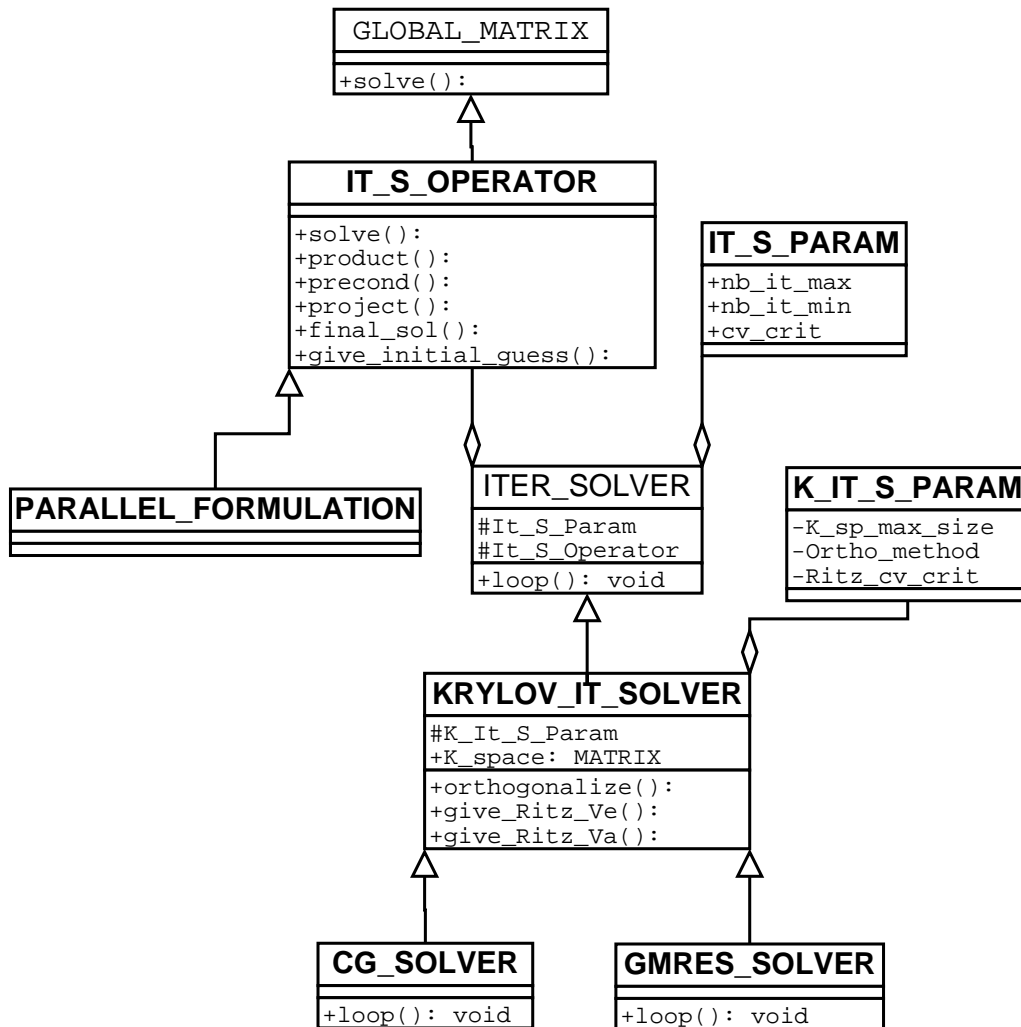 GLOBAL_MATRIX
+solve():
IT_S_OPERATOR
+solve():
+product():
+precond():
+project():
+final_sol():
+give_initial_guess():
IT_S_PARAM
+nb_it_max
+nb_it_min
+cv_crit
PARALLEL_FORMULATION
ITER_SOLVER
#It_S_Param
#It_S_Operator
+loop(): void
K_IT_S_PARAM
-K_sp_max_size
-Ortho_method
-Ritz_cv_crit
KRYLOV_IT_SOLVER
#K_It_S_Param
+K_space: MATRIX
+orthogonalize():
+give_Ritz_Ve():
+give_Ritz_Va():
CG_SOLVER
+loop(): void
GMRES_SOLVER
+loop(): void